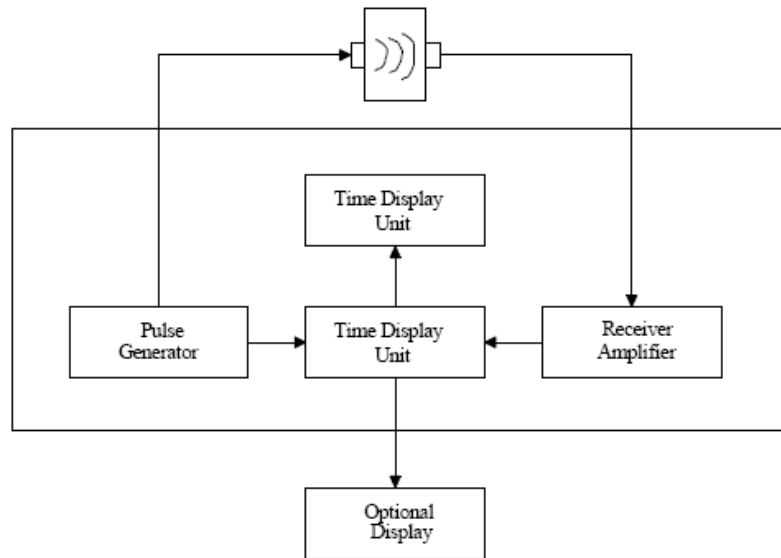 Time Display
Unit
Pulse
Generator
Time Display
Unit
Receiver
Amplifier
Optional
Display